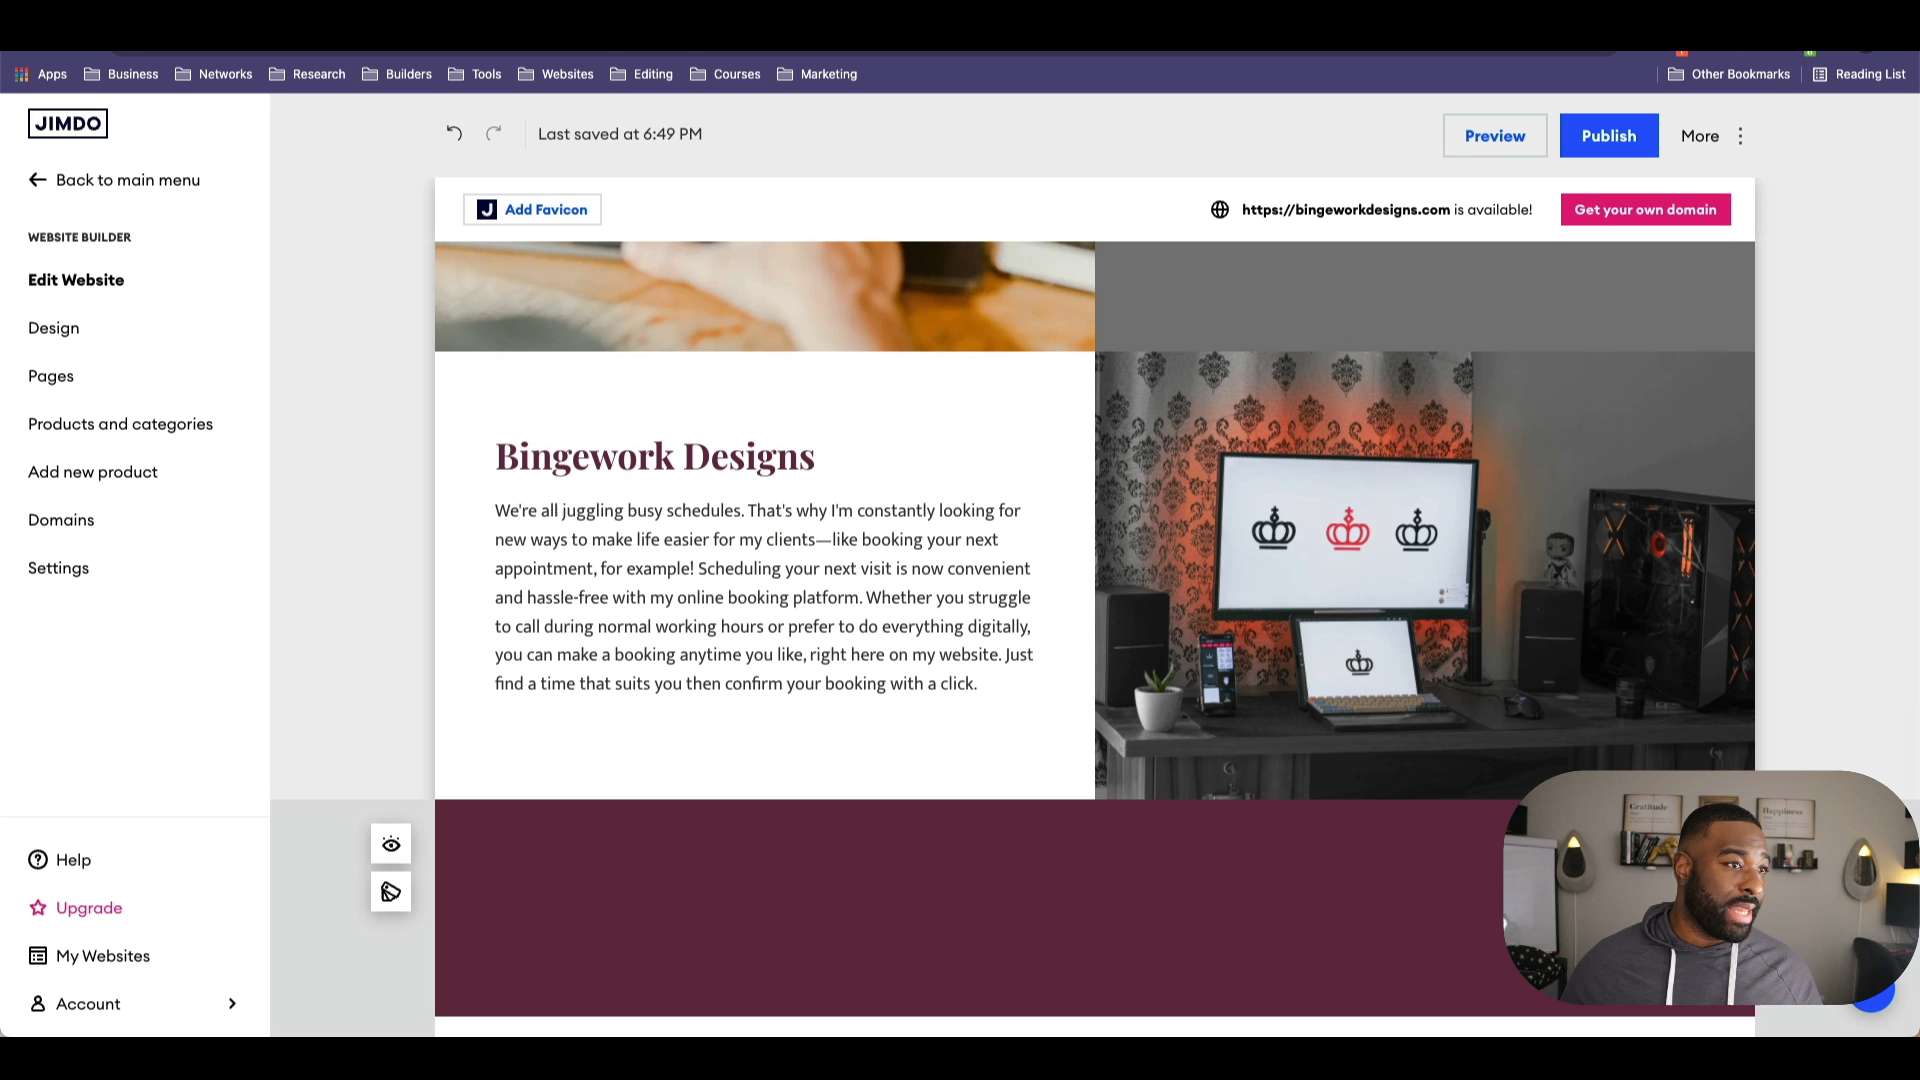 Apps Business Networks Research Builders Tools Websites Editing Courses Marketing Other Bookmarks Reading List
JIMDO
Back to main menu
WEBSITE BUILDER
Edit Website
Design
Pages
Products and categories
Add new product
Domains
Settings
Help
Upgrade
My Websites
Account
Last saved at 6:49 PM
Preview
Publish
More
J Add Favicon
https://bingeworkdesigns.com is available!
Get your own domain
Bingework Designs
We're all juggling busy schedules. That's why I'm constantly looking for
new ways to make life easier for my clients—like booking your next
appointment, for example! Scheduling your next visit is now convenient
and hassle-free with my online booking platform. Whether you struggle
to call during normal working hours or prefer to do everything digitally,
you can make a booking anytime you like, right here on my website. Just
find a time that suits you then confirm your booking with a click.
Gratitude
Happiness